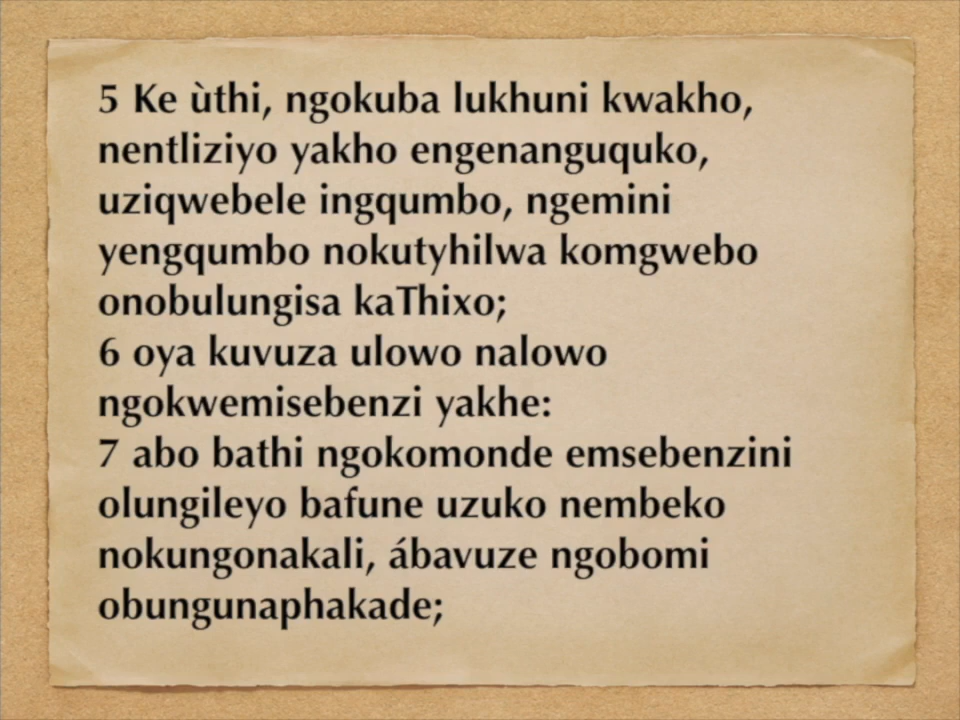 5 Ke ùthi, ngokuba lukhuni kwakho,
nentliziyo yakho engenanguquko,
uziqwebele ingqumbo, ngemini
yengqumbo nokutyhilwa komgwebo
onobulungisa kaThixo;
6 oya kuvuza ulowo nalowo
ngokwemisebenzi yakhe:
7 abo bathi ngokomonde emsebenzini
olungileyo bafune uzuko nembeko
nokungonakali, ábavuze ngobomi
obungunaphakade;